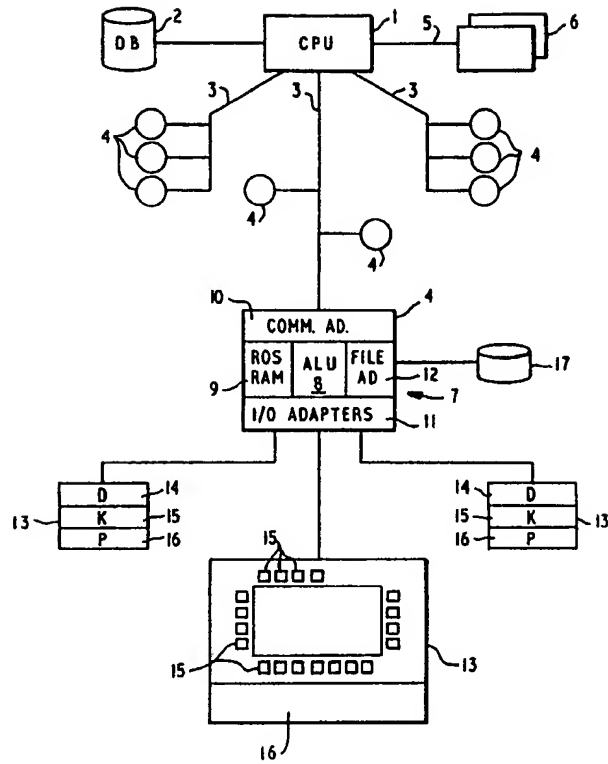 2 1 5 6
DB CPU
3 3 3
4 4
4
4
10 4
COMM. AD.
ROS RAM ALU 8 FILE AD
9 12 17
7
I/O ADAPTERS 11
14 D D 14
13 K 15 15 K 13
P 16 16 P
15
15 13
16